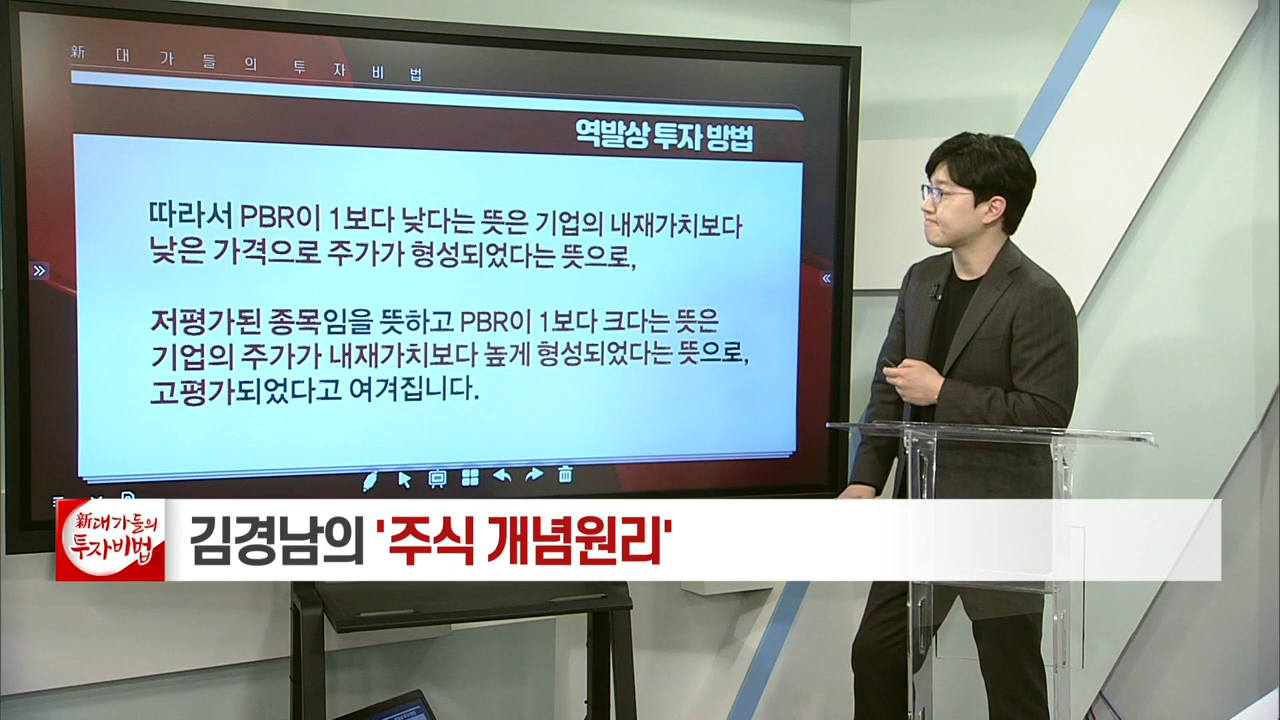 新 대 가 들 의 투 자 비 법
역발상 투자 방법
따라서 PBR이 1보다 낮다는 뜻은 기업의 내재가치보다
낮은 가격으로 주가가 형성되었다는 뜻으로,
저평가된 종목임을 뜻하고 PBR이 1보다 크다는 뜻은
기업의 주가가 내재가치보다 높게 형성되었다는 뜻으로,
고평가되었다고 여겨집니다.
新대가들의
투자비법
김경남의 '주식 개념원리'